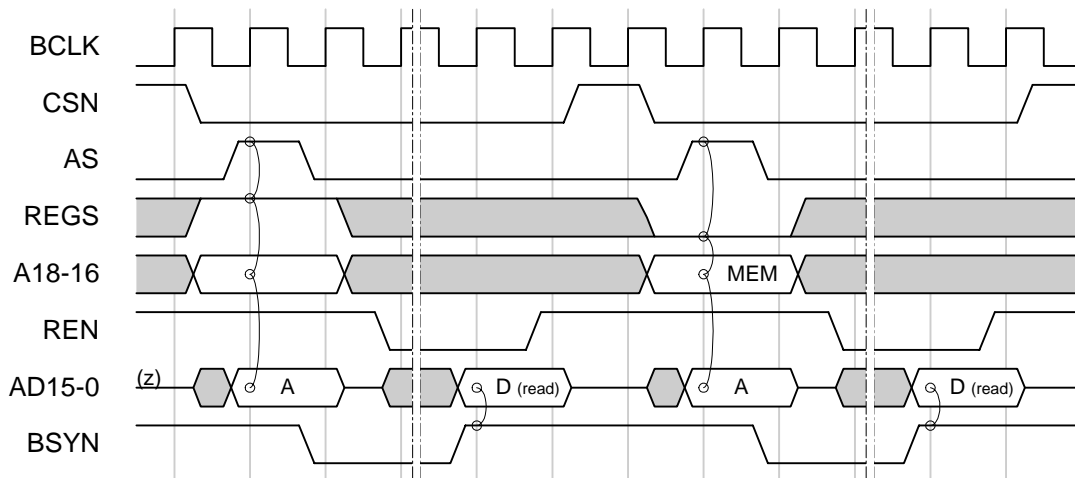 BCLK
CSN
AS
REGS
A18-16 MEM
REN
AD15-0 (z) A D (read) A D (read)
BSYN